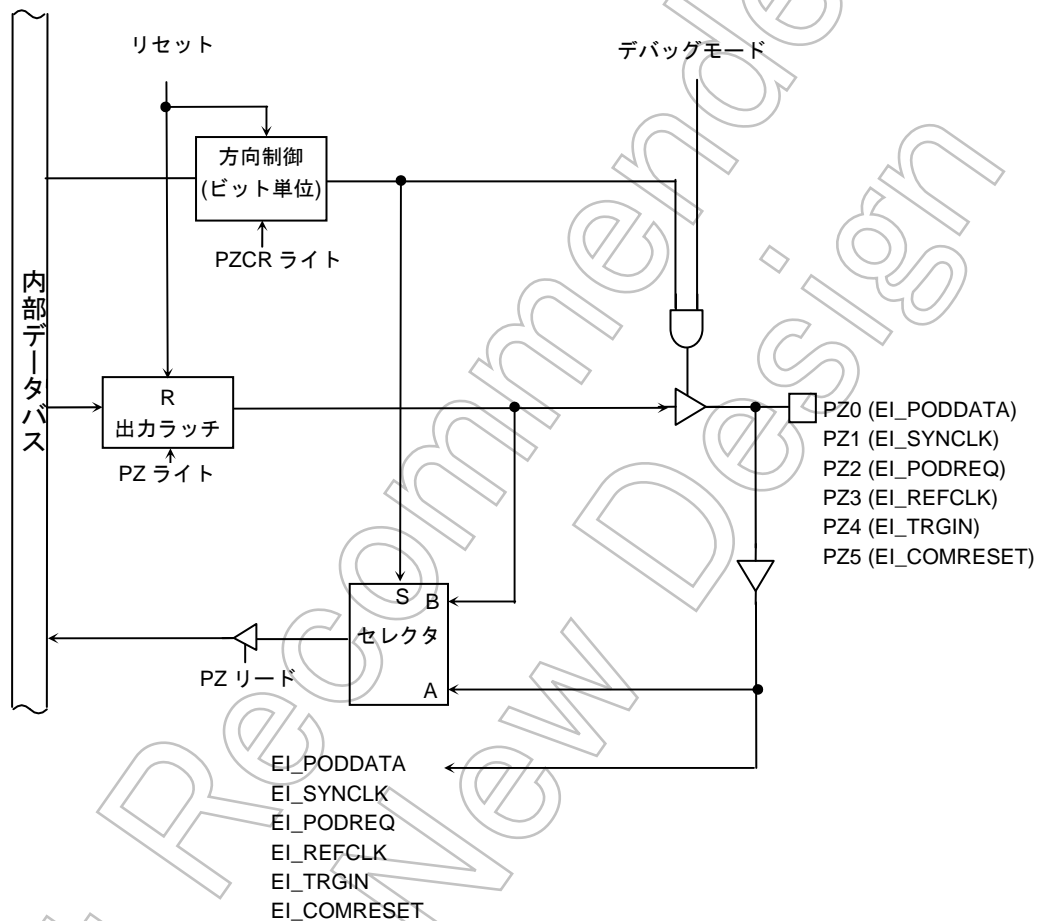 リセット
デバッグモード
方向制御
(ビット単位)
PZCR ライト
内部データバス
R
出力ラッチ
PZ ライト
PZ0 (EI_PODDATA)
PZ1 (EI_SYNCLK)
PZ2 (EI_PODREQ)
PZ3 (EI_REFCLK)
PZ4 (EI_TRGIN)
PZ5 (EI_COMRESET)
S
B
セレクタ
A
PZ リード
EI_PODDATA
EI_SYNCLK
EI_PODREQ
EI_REFCLK
EI_TRGIN
EI_COMRESET
Recommende
New Design